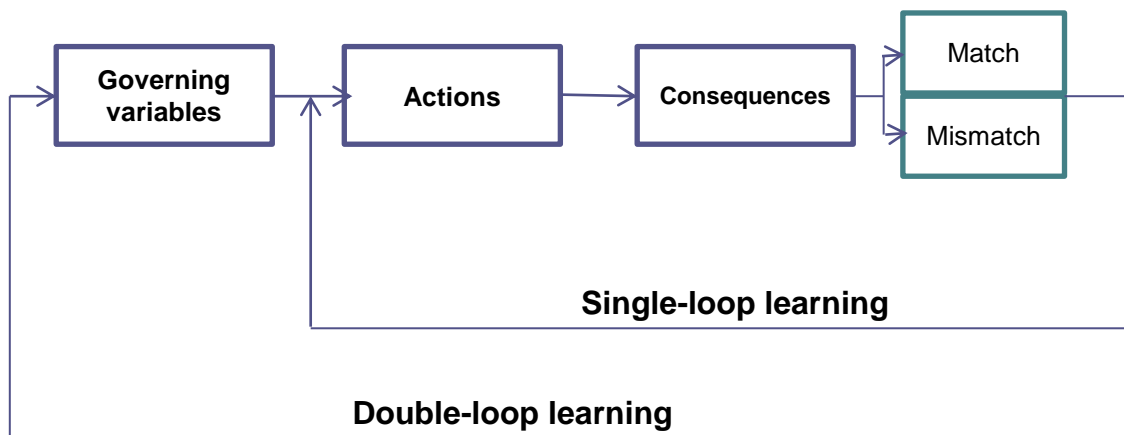 Governing
variables
Actions
Consequences
Match
Mismatch
Single-loop learning
Double-loop learning